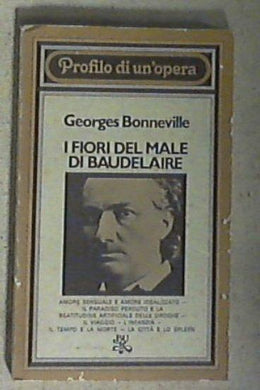 Profilo di un'opera
Georges Bonneville
I FIORI DEL MALE
DI BAUDELAIRE
AMORE SENSUALE E AMORE IDEALIZZATO –
IL PARADISO PERDUTO E LA
BEATITUDINE ARTIFICIALE DELLE DROGHE –
IL VIAGGIO – L'INFANZIA –
IL TEMPO E LA MORTE – LA CITTÀ E LO SPLEEN